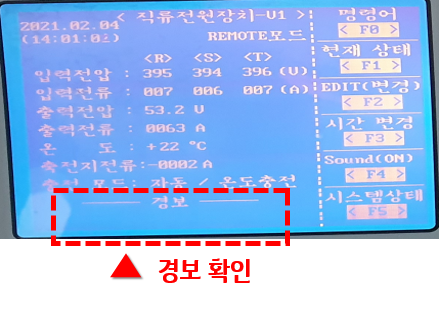 2021.02.04 < 직류전원장치-V1 >
(14:01:0초) REMOTE모드
<R> <S> <T>
입력전압 : 395 394 396 (V)
입력전류 : 007 006 007 (A)
출력전압 : 53.2 V
출력전류 : 0063 A
온 도 : +22 ℃
축전지전류:-0002 A
모드: 자동 / 온도충전
경보
명령어
< F0 >
현재 상태
< F1 >
EDIT(변경)
< F2 >
시간 변경
< F3 >
Sound(ON)
< F4 >
시스템상태
< F5 >
▲ 경보 확인